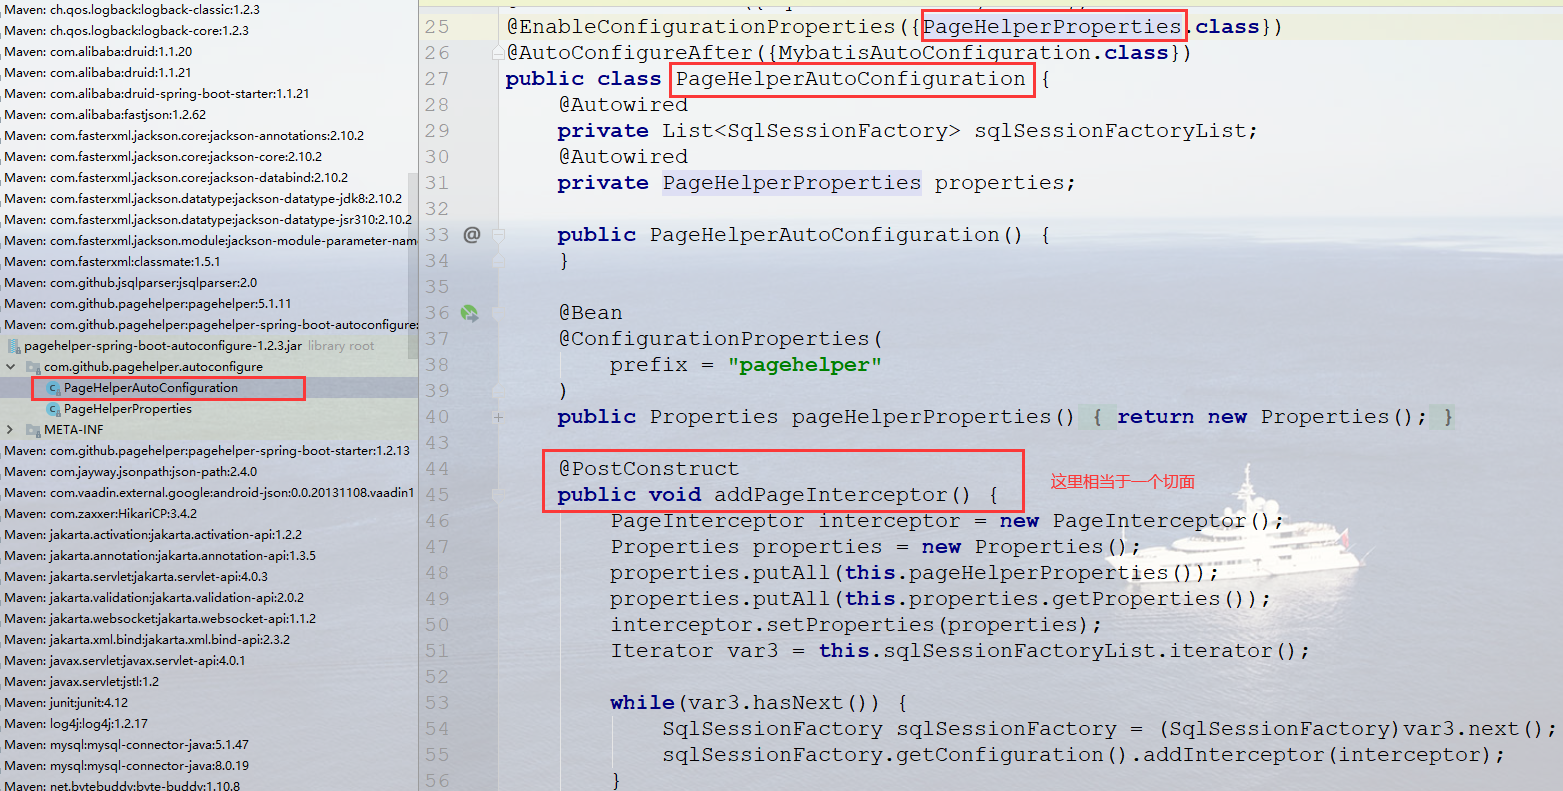 Maven: ch.qos.logback:logback-classic:1.2.3
Maven: ch.qos.logback:logback-core:1.2.3
Maven: com.alibaba:druid:1.1.20
Maven: com.alibaba:druid:1.1.21
Maven: com.alibaba:druid-spring-boot-starter:1.1.21
Maven: com.alibaba:fastjson:1.2.62
Maven: com.fasterxml.jackson.core:jackson-annotations:2.10.2
Maven: com.fasterxml.jackson.core:jackson-core:2.10.2
Maven: com.fasterxml.jackson.core:jackson-databind:2.10.2
Maven: com.fasterxml.jackson.datatype:jackson-datatype-jdk8:2.10.2
Maven: com.fasterxml.jackson.datatype:jackson-datatype-jsr310:2.10.2
Maven: com.fasterxml.jackson.module:jackson-module-parameter-nam
Maven: com.fasterxml:classmate:1.5.1
Maven: com.github.jsqlparser:jsqlparser:2.0
Maven: com.github.pagehelper:pagehelper:5.1.11
Maven: com.github.pagehelper:pagehelper-spring-boot-autoconfigure:
pagehelper-spring-boot-autoconfigure-1.2.3.jar library root
com.github.pagehelper.autoconfigure
PageHelperAutoConfiguration
PageHelperProperties
META-INF
Maven: com.github.pagehelper:pagehelper-spring-boot-starter:1.2.13
Maven: com.jayway.jsonpath:json-path:2.4.0
Maven: com.vaadin.external.google:android-json:0.0.20131108.vaadin1
Maven: com.zaxxer:HikariCP:3.4.2
Maven: jakarta.activation:jakarta.activation-api:1.2.2
Maven: jakarta.annotation:jakarta.annotation-api:1.3.5
Maven: jakarta.servlet:jakarta.servlet-api:4.0.3
Maven: jakarta.validation:jakarta.validation-api:2.0.2
Maven: jakarta.websocket:jakarta.websocket-api:1.1.2
Maven: jakarta.xml.bind:jakarta.xml.bind-api:2.3.2
Maven: javax.servlet:javax.servlet-api:4.0.1
Maven: javax.servlet:jstl:1.2
Maven: junit:junit:4.12
Maven: log4j:log4j:1.2.17
Maven: mysql:mysql-connector-java:5.1.47
Maven: mysql:mysql-connector-java:8.0.19
Maven: net.bytebuddy:byte-buddy:1.10.8
25 @EnableConfigurationProperties({PageHelperProperties.class})
26 @AutoConfigureAfter({MybatisAutoConfiguration.class})
27 public class PageHelperAutoConfiguration {
28 @Autowired
29 private List<SqlSessionFactory> sqlSessionFactoryList;
30 @Autowired
31 private PageHelperProperties properties;
32
33 @ public PageHelperAutoConfiguration() {
34 }
35
36 @Bean
37 @ConfigurationProperties(
38 prefix = "pagehelper"
39 )
40 public Properties pageHelperProperties() { return new Properties(); }
43
44 @PostConstruct
45 public void addPageInterceptor() {
这里相当于一个切面
46 PageInterceptor interceptor = new PageInterceptor();
47 Properties properties = new Properties();
48 properties.putAll(this.pageHelperProperties());
49 properties.putAll(this.properties.getProperties());
50 interceptor.setProperties(properties);
51 Iterator var3 = this.sqlSessionFactoryList.iterator();
52
53 while(var3.hasNext()) {
54 SqlSessionFactory sqlSessionFactory = (SqlSessionFactory)var3.next();
55 sqlSessionFactory.getConfiguration().addInterceptor(interceptor);
56 }